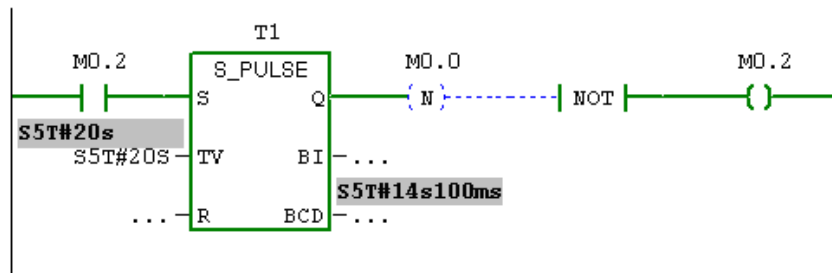 T1
M0.2 S_PULSE M0.0 M0.2
S Q N NOT
S5T#20s
S5T#20S TV BI ...
S5T#14s100ms
... R BCD ...